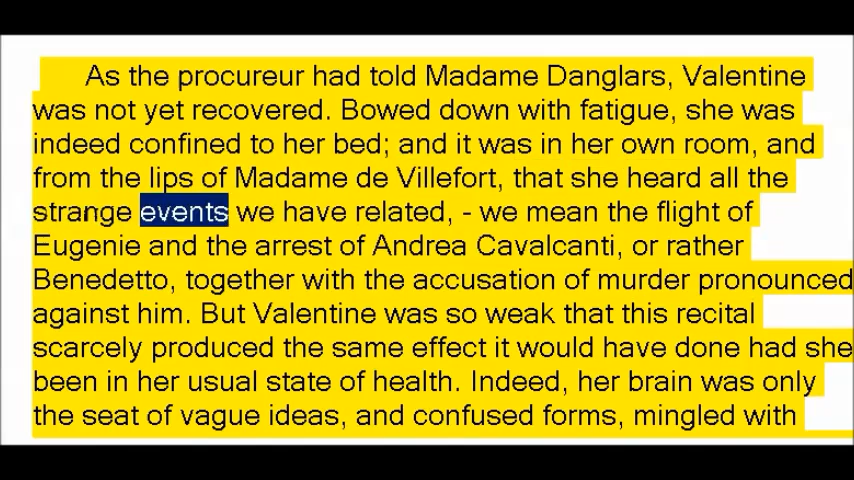 As the procureur had told Madame Danglars, Valentine
was not yet recovered. Bowed down with fatigue, she was
indeed confined to her bed; and it was in her own room, and
from the lips of Madame de Villefort, that she heard all the
strange events we have related, - we mean the flight of
Eugenie and the arrest of Andrea Cavalcanti, or rather
Benedetto, together with the accusation of murder pronounced
against him. But Valentine was so weak that this recital
scarcely produced the same effect it would have done had she
been in her usual state of health. Indeed, her brain was only
the seat of vague ideas, and confused forms, mingled with